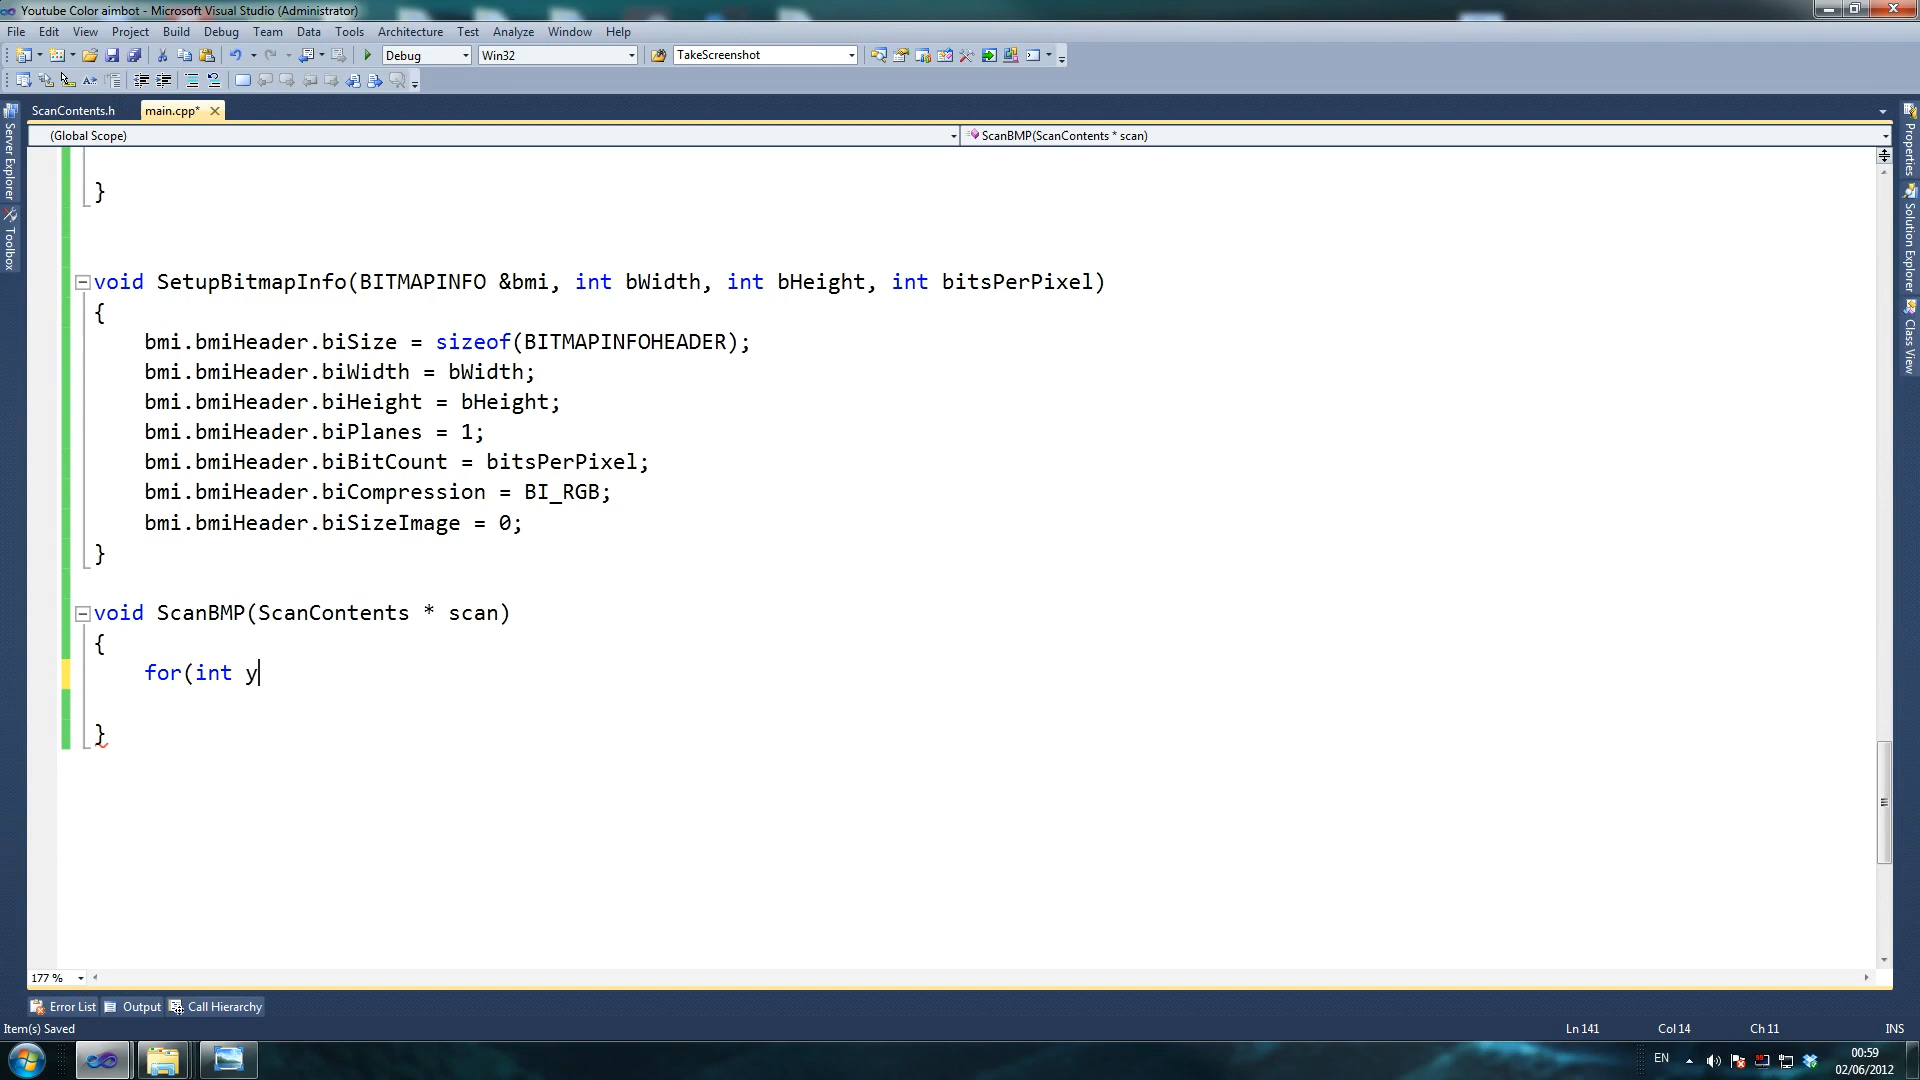 Youtube Color aimbot - Microsoft Visual Studio (Administrator)
File Edit View Project Build Debug Team Data Tools Architecture Test Analyze Window Help
Debug Win32 TakeScreenshot
ScanContents.h main.cpp*
(Global Scope) ScanBMP(ScanContents * scan)
Server Explorer
Toolbox
Properties
Solution Explorer
Class View
}
void SetupBitmapInfo(BITMAPINFO &bmi, int bWidth, int bHeight, int bitsPerPixel)
{
bmi.bmiHeader.biSize = sizeof(BITMAPINFOHEADER);
bmi.bmiHeader.biWidth = bWidth;
bmi.bmiHeader.biHeight = bHeight;
bmi.bmiHeader.biPlanes = 1;
bmi.bmiHeader.biBitCount = bitsPerPixel;
bmi.bmiHeader.biCompression = BI_RGB;
bmi.bmiHeader.biSizeImage = 0;
}
void ScanBMP(ScanContents * scan)
{
for(int y
}
177 %
Error List Output Call Hierarchy
Item(s) Saved Ln 141 Col 14 Ch 11 INS
EN 00:59
02/06/2012